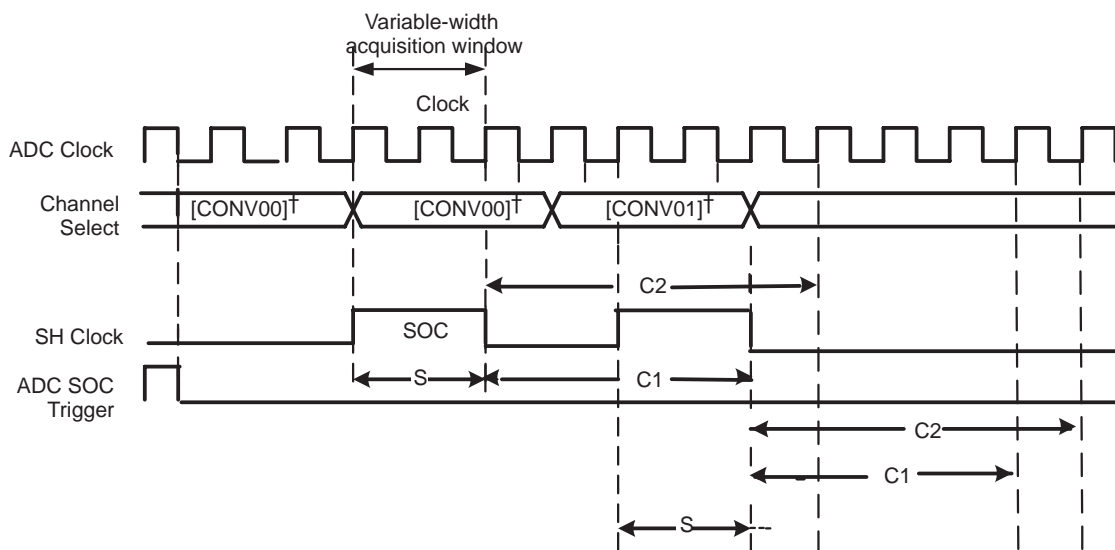 Variable-width
acquisition window
Clock
ADC Clock
Channel
Select
[CONV00]†
[CONV00]†
[CONV01]†
C2
SH Clock
SOC
S
C1
ADC SOC
Trigger
C2
C1
S